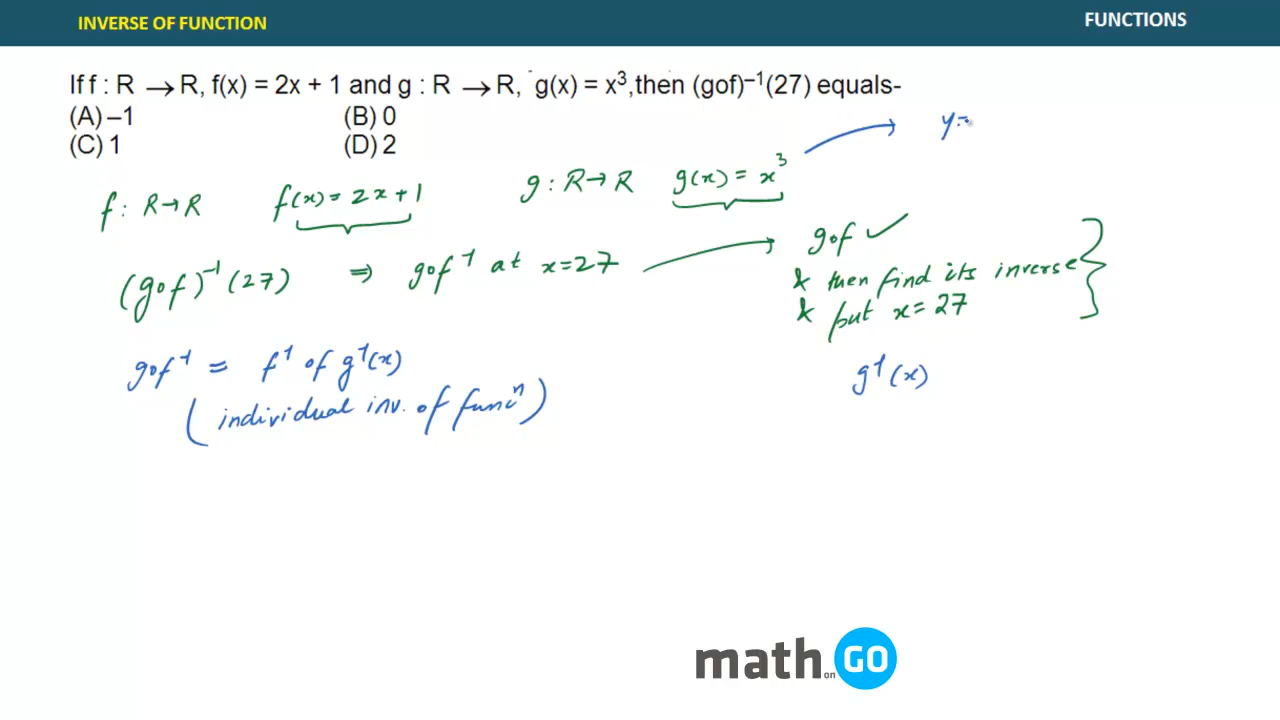 INVERSE OF FUNCTION
FUNCTIONS
If f : R → R, f(x) = 2x + 1 and g : R → R, g(x) = x³,then (gof)⁻¹(27) equals-
(A) –1 (B) 0
(C) 1 (D) 2
y=
f : R→R f(x) = 2x+1 g : R→R g(x) = x³
(gof)⁻¹(27) ⇒ gof⁻¹ at x=27 → gof ✓
& then find its inverse
& put x=27
gof⁻¹ = f⁻¹ of g⁻¹(x)
g⁻¹(x)
(individual inv. of funcⁿ)
math on GO